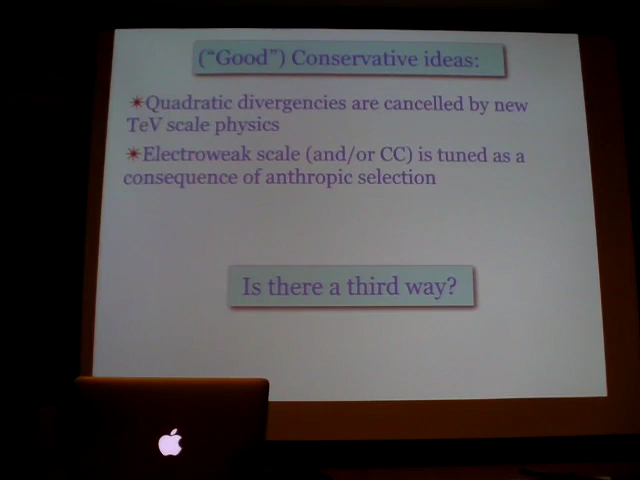 ("Good") Conservative ideas:
✴Quadratic divergencies are cancelled by new
TeV scale physics
✴Electroweak scale (and/or CC) is tuned as a
consequence of anthropic selection
Is there a third way?